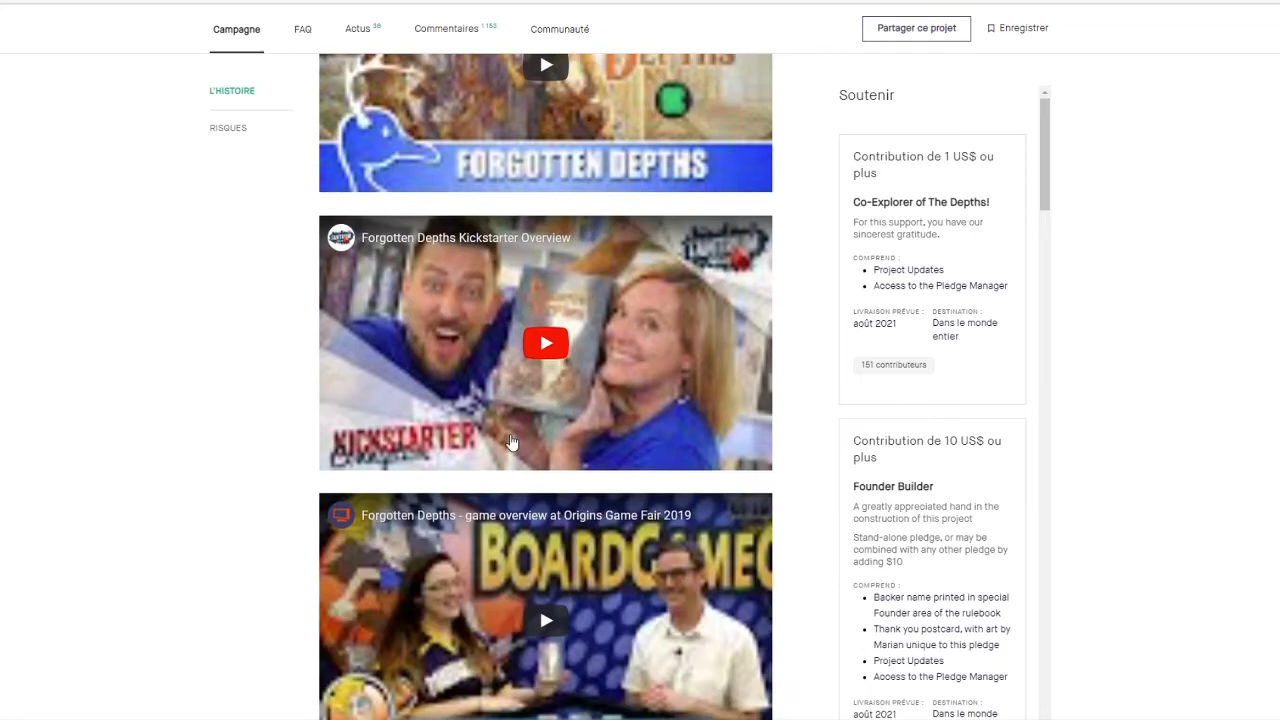 Campagne
FAQ
Actus 38
Commentaires 1 153
Communauté
Partager ce projet
Enregistrer
L'HISTOIRE
RISQUES
DEPTHS
FORGOTTEN DEPTHS
Forgotten Depths Kickstarter Overview
KICKSTARTER
Forgotten Depths - game overview at Origins Game Fair 2019
BOARDGAMEG
Soutenir
Contribution de 1 US$ ou
plus
Co-Explorer of The Depths!
For this support, you have our
sincerest gratitude.
COMPREND :
Project Updates
Access to the Pledge Manager
LIVRAISON PRÉVUE : DESTINATION :
août 2021 Dans le monde
entier
151 contributeurs
Contribution de 10 US$ ou
plus
Founder Builder
A greatly appreciated hand in the
construction of this project
Stand-alone pledge, or may be
combined with any other pledge by
adding $10
COMPREND :
Backer name printed in special
Founder area of the rulebook
Thank you postcard, with art by
Marian unique to this pledge
Project Updates
Access to the Pledge Manager
LIVRAISON PRÉVUE : DESTINATION :
août 2021 Dans le monde